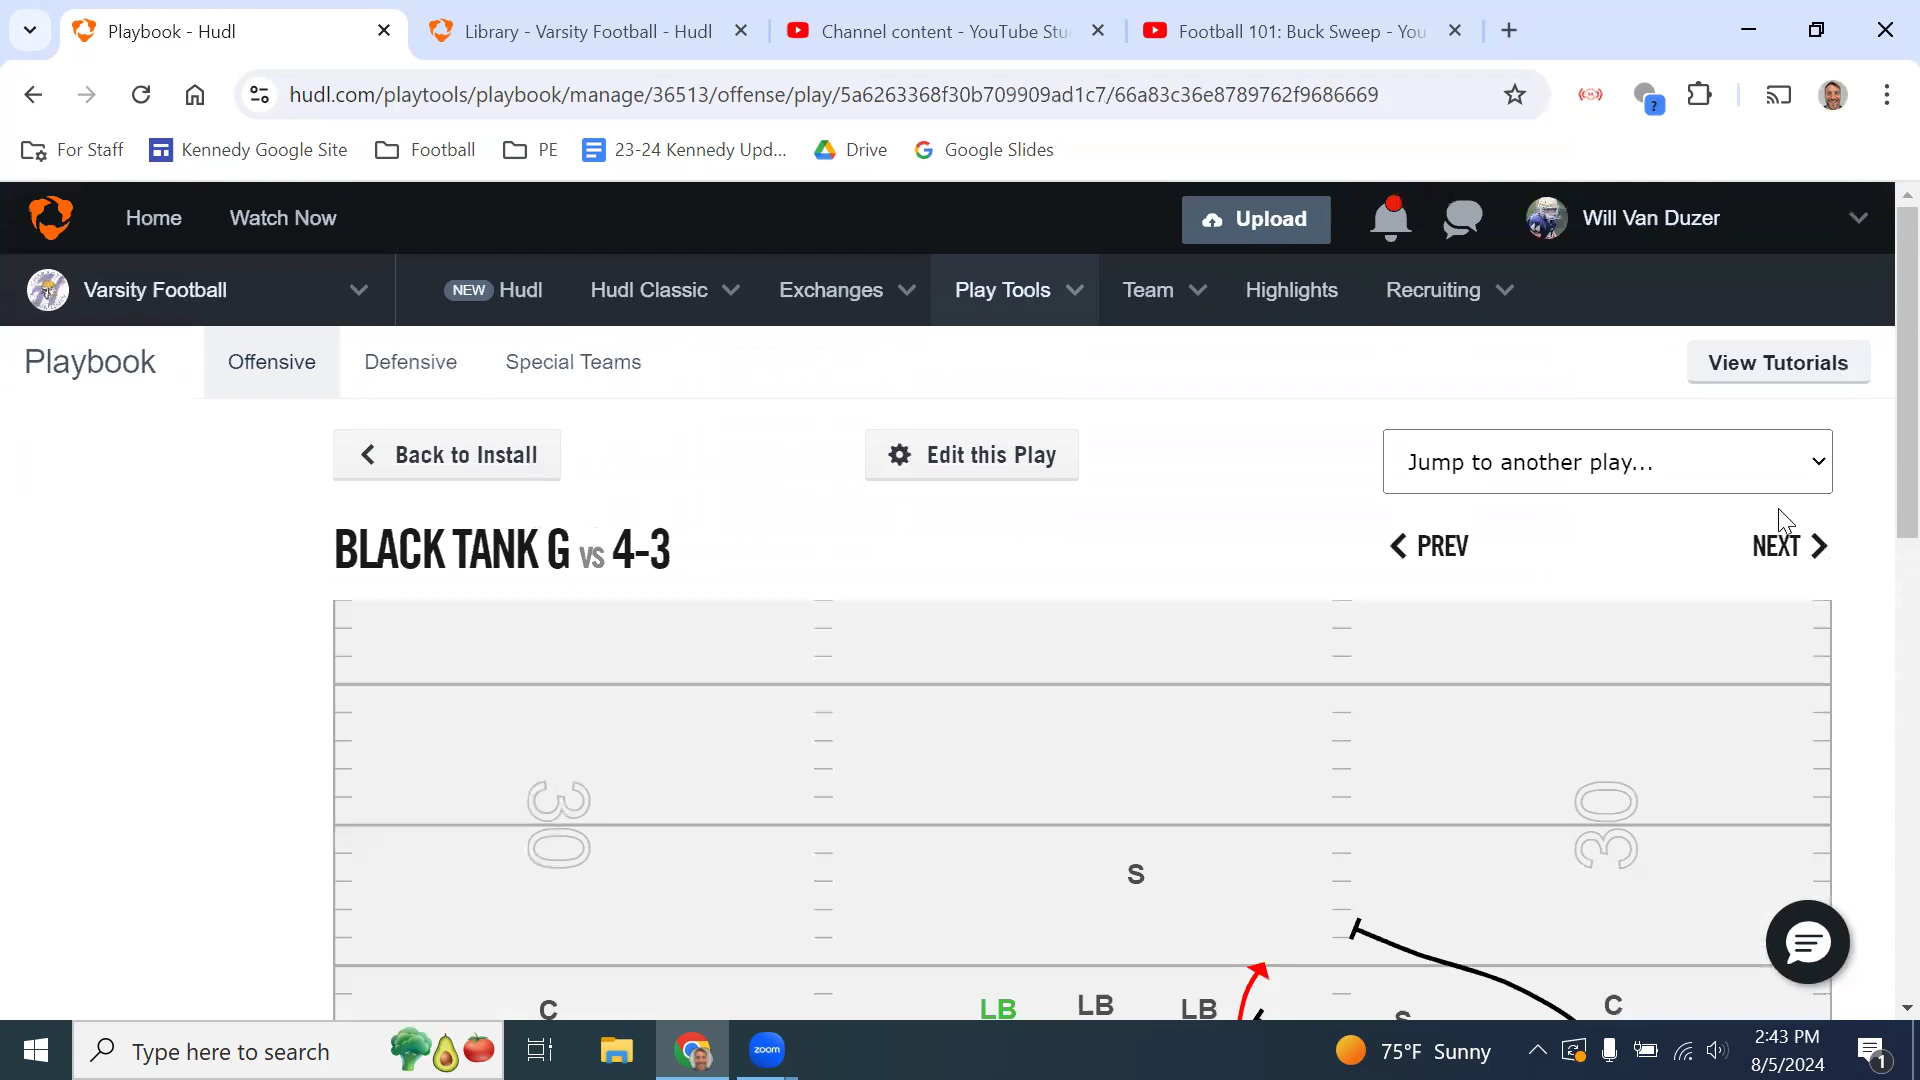 Playbook - Hudl
Library - Varsity Football - Hudl
Channel content - YouTube Stu
Football 101: Buck Sweep - You
hudl.com/playtools/playbook/manage/36513/offense/play/5a6263368f30b709909ad1c7/66a83c36e8789762f9686669
?
For Staff
Kennedy Google Site
Football
PE
23-24 Kennedy Upd...
Drive
Google Slides
Home
Watch Now
Upload
Will Van Duzer
Varsity Football
NEW Hudl
Hudl Classic
Exchanges
Play Tools
Team
Highlights
Recruiting
Playbook
Offensive
Defensive
Special Teams
View Tutorials
Back to Install
Edit this Play
Jump to another play...
BLACK TANK G VS 4-3
PREV
NEXT
30
30
S
C
LB
LB
LB
S
C
Type here to search
zoom
75°F Sunny
2:43 PM
8/5/2024
1